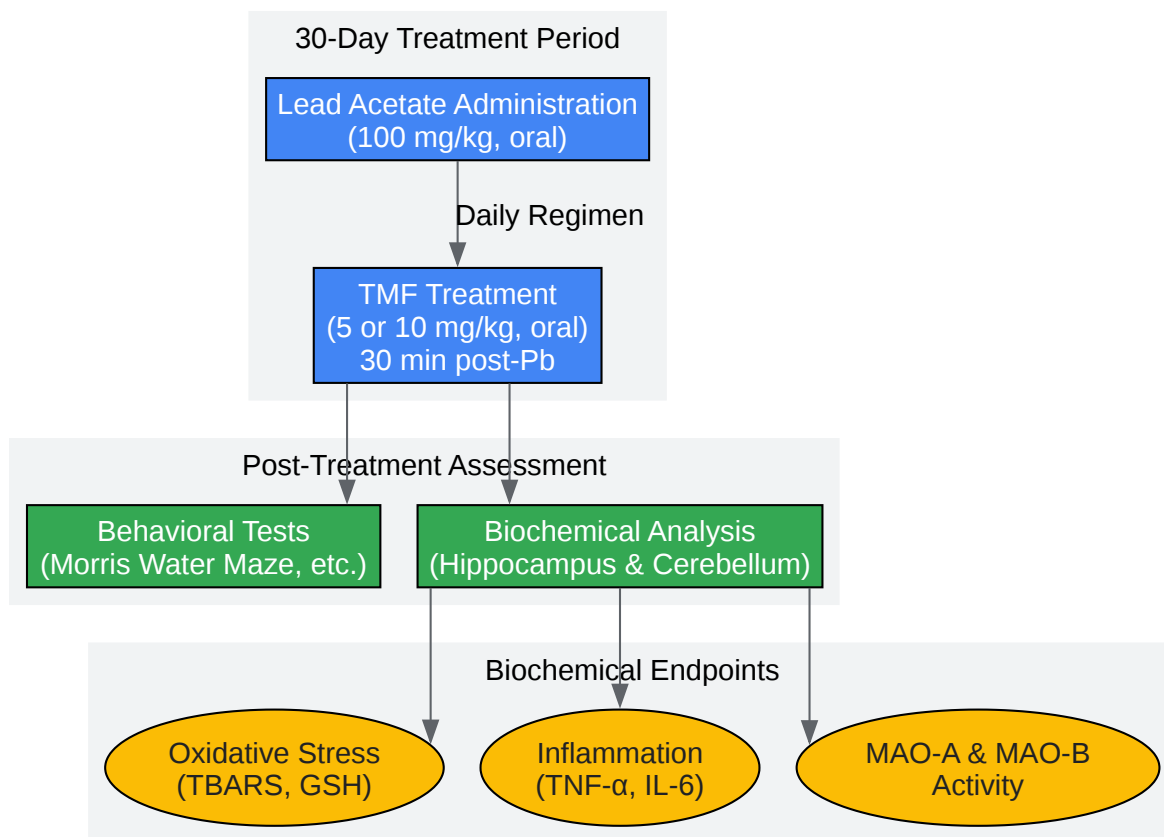 30-Day Treatment Period
Lead Acetate Administration
(100 mg/kg, oral)
Daily Regimen
TMF Treatment
(5 or 10 mg/kg, oral)
30 min post-Pb
Post-Treatment Assessment
Behavioral Tests
(Morris Water Maze, etc.)
Biochemical Analysis
(Hippocampus & Cerebellum)
Biochemical Endpoints
Oxidative Stress
(TBARS, GSH)
Inflammation
(TNF-α, IL-6)
MAO-A & MAO-B
Activity